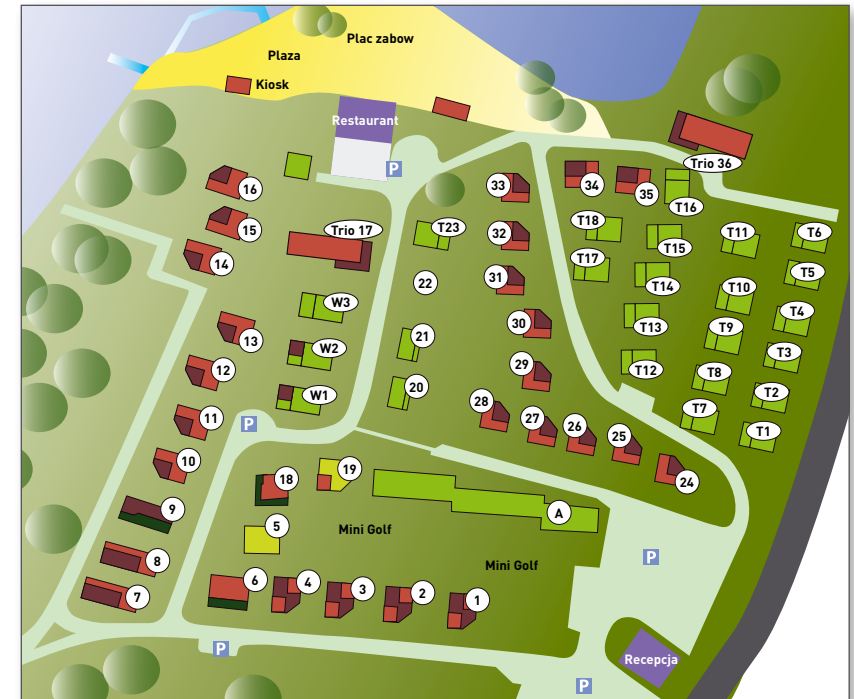 Plac zabow
Plaza
Kiosk
Restaurant
P
Trio 36
16
33
34
35
T16
15
Trio 17
T23
32
T18
T15
T11
T6
14
31
T17
T14
T5
22
T10
W3
30
T13
T4
13
21
T9
W2
29
T3
12
T12
T8
W1
20
T2
11
28
27
T7
P
26
25
T1
10
19
18
24
9
A
5
Mini Golf
8
Mini Golf
P
6
4
3
2
1
7
P
Recepcja
P